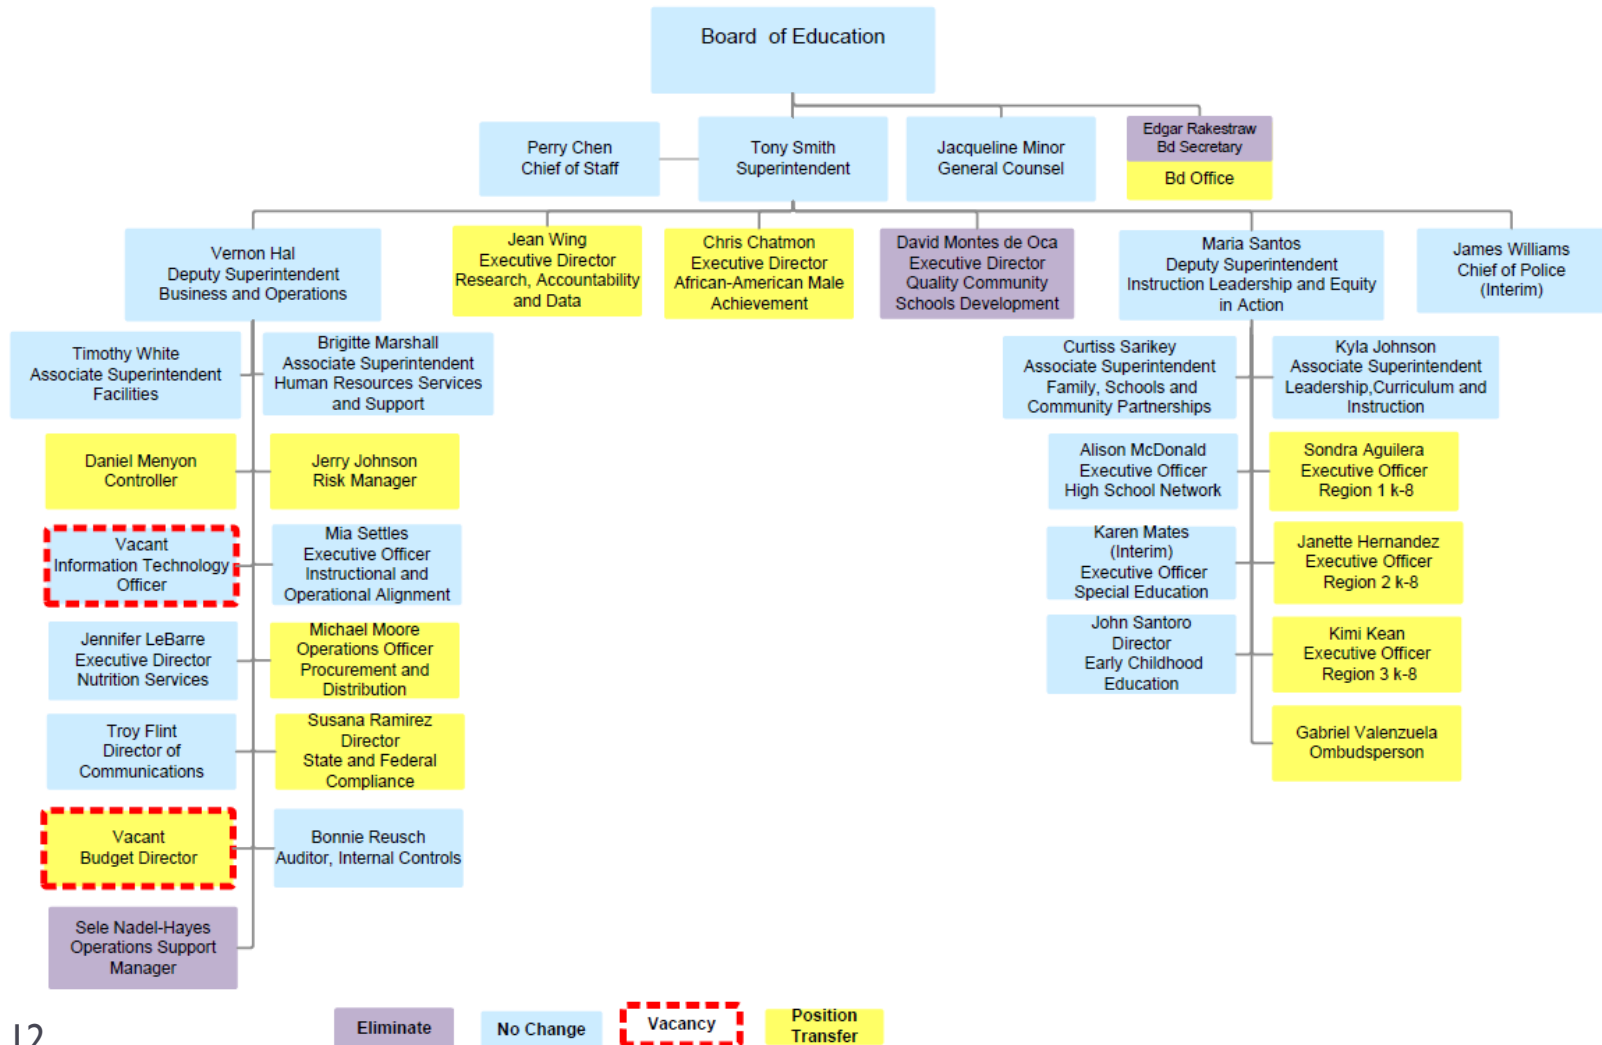 Board of Education
Perry Chen
Chief of Staff
Tony Smith
Superintendent
Jacqueline Minor
General Counsel
Edgar Rakestraw
Bd Secretary
Bd Office
Vernon Hal
Deputy Superintendent
Business and Operations
Jean Wing
Executive Director
Research, Accountability
and Data
Chris Chatmon
Executive Director
African-American Male
Achievement
David Montes de Oca
Executive Director
Quality Community
Schools Development
Maria Santos
Deputy Superintendent
Instruction Leadership and Equity
in Action
James Williams
Chief of Police
(Interim)
Timothy White
Associate Superintendent
Facilities
Brigitte Marshall
Associate Superintendent
Human Resources Services
and Support
Curtiss Sarikey
Associate Superintendent
Family, Schools and
Community Partnerships
Kyla Johnson
Associate Superintendent
Leadership,Curriculum and
Instruction
Daniel Menyon
Controller
Jerry Johnson
Risk Manager
Alison McDonald
Executive Officer
High School Network
Sondra Aguilera
Executive Officer
Region 1 k-8
Vacant
Information Technology
Officer
Mia Settles
Executive Officer
Instructional and
Operational Alignment
Karen Mates
(Interim)
Executive Officer
Special Education
Janette Hernandez
Executive Officer
Region 2 k-8
Jennifer LeBarre
Executive Director
Nutrition Services
Michael Moore
Operations Officer
Procurement and
Distribution
John Santoro
Director
Early Childhood
Education
Kimi Kean
Executive Officer
Region 3 k-8
Troy Flint
Director of
Communications
Susana Ramirez
Director
State and Federal
Compliance
Gabriel Valenzuela
Ombudsperson
Vacant
Budget Director
Bonnie Reusch
Auditor, Internal Controls
Sele Nadel-Hayes
Operations Support
Manager
12
Eliminate
No Change
Vacancy
Position
Transfer